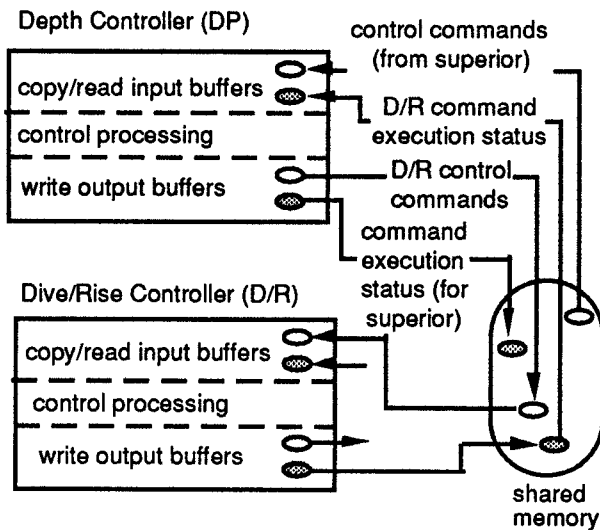 Depth Controller (DP)
control commands
(from superior)
copy/read input buffers
D/R command
execution status
control processing
D/R control
commands
write output buffers
command
execution
status (for
superior)
Dive/Rise Controller (D/R)
copy/read input buffers
control processing
write output buffers
shared
memory